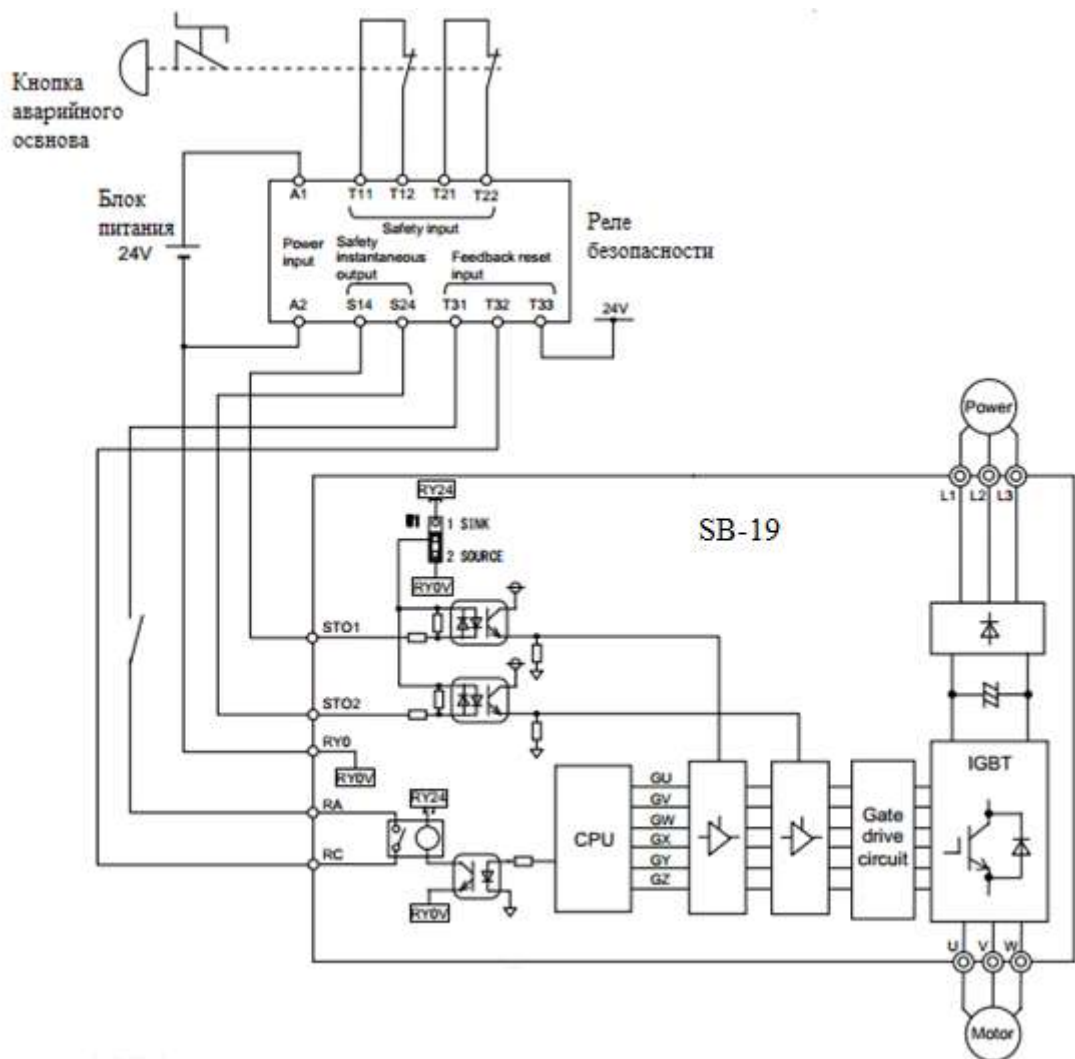 Кнопка
аварийного
освнова
A1
T11
T12
T21
T22
Safety input
Блок
питания
24V
Power
input
Safety
instantaneous
output
Feedback reset
input
Реле
безопасности
A2
S14
S24
T31
T32
T33
24V
Power
L1
L2
L3
RY24
1 SINK
2 SOURCE
RY0V
SB-19
STO1
STO2
RY0
RY0V
RA
RY24
RC
RY0V
CPU
GU
GV
GW
GX
GY
GZ
Gate
drive
circuit
IGBT
U
V
W
Motor